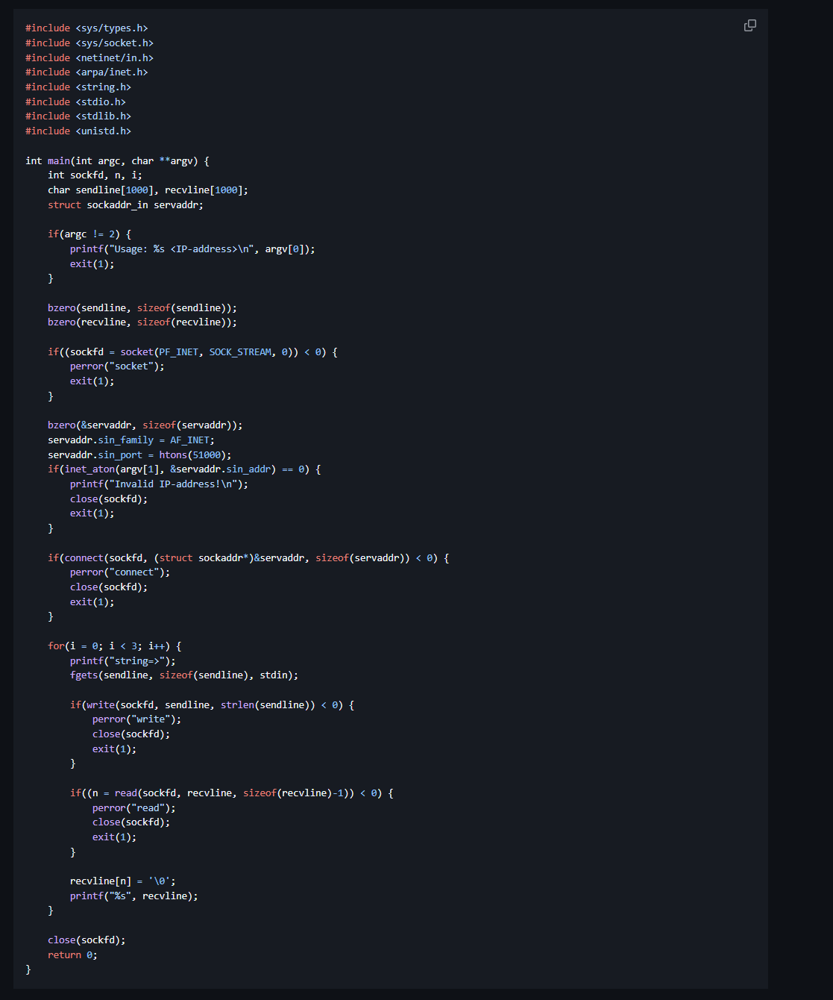 #include <sys/types.h>
#include <sys/socket.h>
#include <netinet/in.h>
#include <arpa/inet.h>
#include <string.h>
#include <stdio.h>
#include <stdlib.h>
#include <unistd.h>

int main(int argc, char **argv) {
    int sockfd, n, i;
    char sendline[1000], recvline[1000];
    struct sockaddr_in servaddr;

    if(argc != 2) {
        printf("Usage: %s <IP-address>\n", argv[0]);
        exit(1);
    }

    bzero(sendline, sizeof(sendline));
    bzero(recvline, sizeof(recvline));

    if((sockfd = socket(PF_INET, SOCK_STREAM, 0)) < 0) {
        perror("socket");
        exit(1);
    }

    bzero(&servaddr, sizeof(servaddr));
    servaddr.sin_family = AF_INET;
    servaddr.sin_port = htons(51000);
    if(inet_aton(argv[1], &servaddr.sin_addr) == 0) {
        printf("Invalid IP-address!\n");
        close(sockfd);
        exit(1);
    }

    if(connect(sockfd, (struct sockaddr*)&servaddr, sizeof(servaddr)) < 0) {
        perror("connect");
        close(sockfd);
        exit(1);
    }

    for(i = 0; i < 3; i++) {
        printf("string=>");
        fgets(sendline, sizeof(sendline), stdin);

        if(write(sockfd, sendline, strlen(sendline)) < 0) {
            perror("write");
            close(sockfd);
            exit(1);
        }

        if((n = read(sockfd, recvline, sizeof(recvline)-1)) < 0) {
            perror("read");
            close(sockfd);
            exit(1);
        }

        recvline[n] = '\0';
        printf("%s", recvline);
    }

    close(sockfd);
    return 0;
}